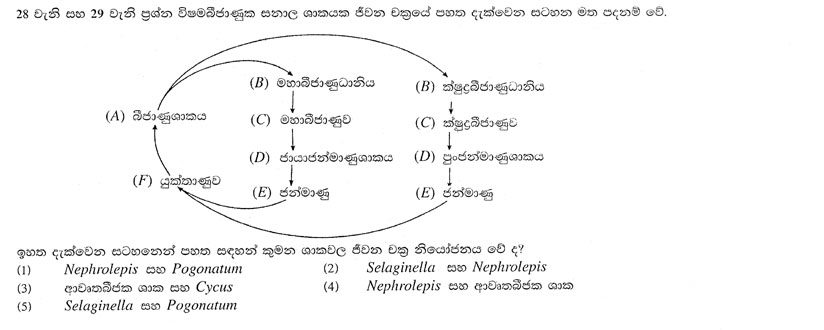 28 වැනි සහ 29 වැනි ප්‍රශ්න විෂමබීජාණුක සනාල ශාකයක ජීවන චක්‍රයේ පහත දැක්වෙන සටහන මත පදනම් වේ.
(B) මහාබීජාණුධානිය
(B) ක්ෂුද්‍රබීජාණුධානිය
(A) බීජාණුශාකය
(C) මහාබීජාණුව
(C) ක්ෂුද්‍රබීජාණුව
(D) ජායාජන්මාණුශාකය
(D) පුංජන්මාණුශාකය
(F) යුක්තාණුව
(E) ජන්මාණු
(E) ජන්මාණු
ඉහත දැක්වෙන සටහනෙන් පහත සඳහන් කුමන ශාකවල ජීවන චක්‍ර නියෝජනය වේ ද?
(1) Nephrolepis සහ Pogonatum (2) Selaginella සහ Nephrolepis
(3) ආවෘතබීජක ශාක සහ Cycus (4) Nephrolepis සහ ආවෘතබීජක ශාක
(5) Selaginella සහ Pogonatum